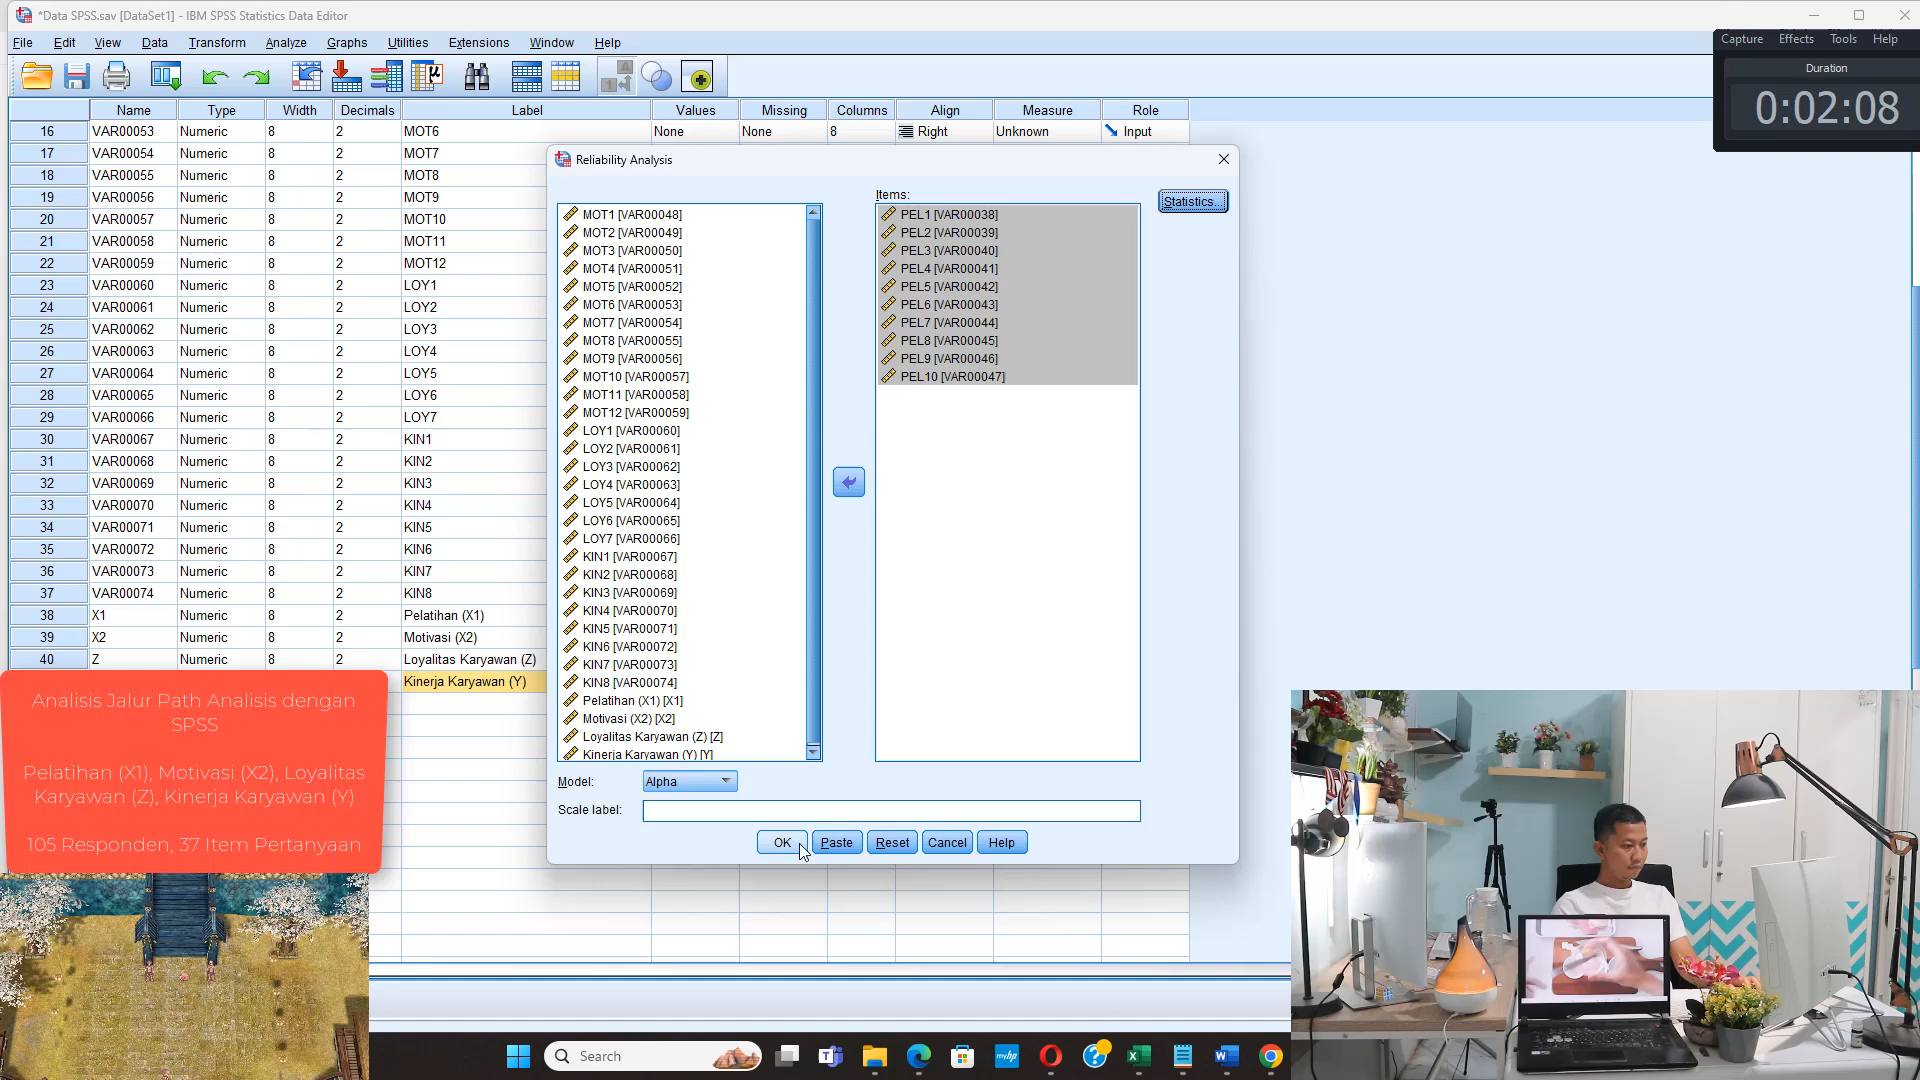 *Data SPSS.sav [DataSet1] - IBM SPSS Statistics Data Editor
File Edit View Data Transform Analyze Graphs Utilities Extensions Window Help
Capture Effects Tools Help
Duration
0:02:08
Name Type Width Decimals Label Values Missing Columns Align Measure Role
16 VAR00053 Numeric 8 2 MOT6 None None 8 Right Unknown Input
17 VAR00054 Numeric 8 2 MOT7
18 VAR00055 Numeric 8 2 MOT8
19 VAR00056 Numeric 8 2 MOT9
20 VAR00057 Numeric 8 2 MOT10
21 VAR00058 Numeric 8 2 MOT11
22 VAR00059 Numeric 8 2 MOT12
23 VAR00060 Numeric 8 2 LOY1
24 VAR00061 Numeric 8 2 LOY2
25 VAR00062 Numeric 8 2 LOY3
26 VAR00063 Numeric 8 2 LOY4
27 VAR00064 Numeric 8 2 LOY5
28 VAR00065 Numeric 8 2 LOY6
29 VAR00066 Numeric 8 2 LOY7
30 VAR00067 Numeric 8 2 KIN1
31 VAR00068 Numeric 8 2 KIN2
32 VAR00069 Numeric 8 2 KIN3
33 VAR00070 Numeric 8 2 KIN4
34 VAR00071 Numeric 8 2 KIN5
35 VAR00072 Numeric 8 2 KIN6
36 VAR00073 Numeric 8 2 KIN7
37 VAR00074 Numeric 8 2 KIN8
38 X1 Numeric 8 2 Pelatihan (X1)
39 X2 Numeric 8 2 Motivasi (X2)
40 Z Numeric 8 2 Loyalitas Karyawan (Z)
Kinerja Karyawan (Y)
Reliability Analysis
MOT1 [VAR00048]
MOT2 [VAR00049]
MOT3 [VAR00050]
MOT4 [VAR00051]
MOT5 [VAR00052]
MOT6 [VAR00053]
MOT7 [VAR00054]
MOT8 [VAR00055]
MOT9 [VAR00056]
MOT10 [VAR00057]
MOT11 [VAR00058]
MOT12 [VAR00059]
LOY1 [VAR00060]
LOY2 [VAR00061]
LOY3 [VAR00062]
LOY4 [VAR00063]
LOY5 [VAR00064]
LOY6 [VAR00065]
LOY7 [VAR00066]
KIN1 [VAR00067]
KIN2 [VAR00068]
KIN3 [VAR00069]
KIN4 [VAR00070]
KIN5 [VAR00071]
KIN6 [VAR00072]
KIN7 [VAR00073]
KIN8 [VAR00074]
Pelatihan (X1) [X1]
Motivasi (X2) [X2]
Loyalitas Karyawan (Z) [Z]
Kinerja Karyawan (Y) [Y]
Items:
PEL1 [VAR00038]
PEL2 [VAR00039]
PEL3 [VAR00040]
PEL4 [VAR00041]
PEL5 [VAR00042]
PEL6 [VAR00043]
PEL7 [VAR00044]
PEL8 [VAR00045]
PEL9 [VAR00046]
PEL10 [VAR00047]
Statistics...
Model: Alpha
Scale label:
OK Paste Reset Cancel Help
Analisis Jalur Path Analisis dengan
SPSS
Pelatihan (X1), Motivasi (X2), Loyalitas
Karyawan (Z), Kinerja Karyawan (Y)
105 Responden, 37 Item Pertanyaan
Search